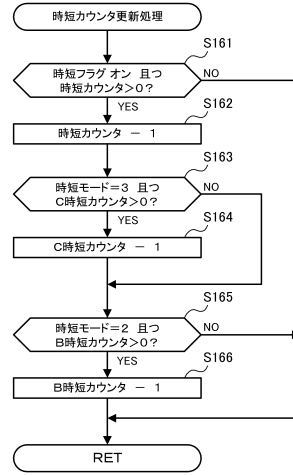 時短カウンタ更新処理
S161
時短フラグ オン 且つ
時短カウンタ>0?
NO
YES
S162
時短カウンタ - 1
S163
時短モード=3 且つ
C時短カウンタ>0?
NO
YES
S164
C時短カウンタ - 1
S165
時短モード=2 且つ
B時短カウンタ>0?
NO
YES
S166
B時短カウンタ - 1
RET